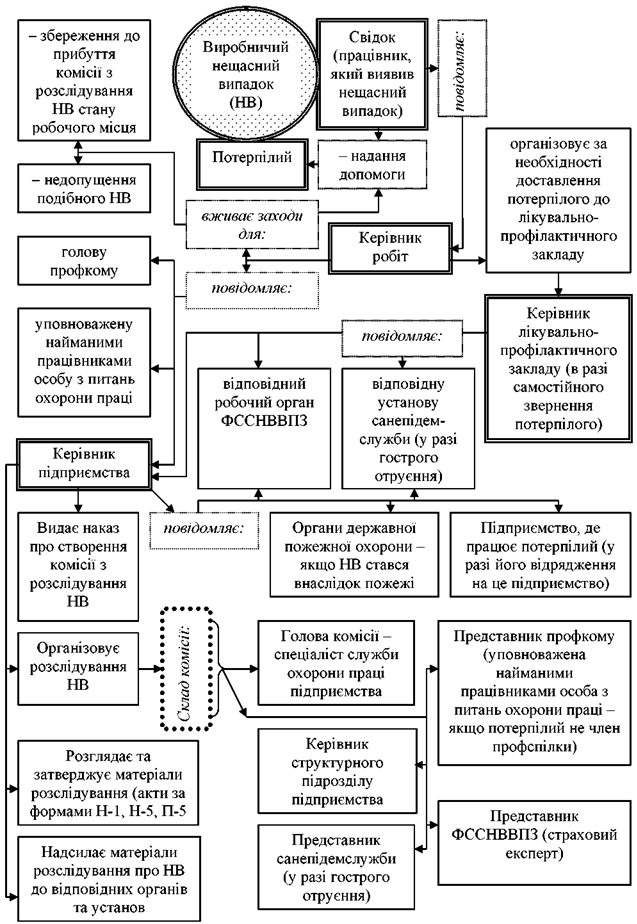 – збереження до
прибуття
комісії з
розслідування
НВ стану
робочого місця
Виробничий
нещасний
випадок
(НВ)
Свідок
(працівник,
який виявив
нещасний
випадок)
повідомляє:
– недопущення
подібного НВ
Потерпілий
– надання
допомоги
організовує за
необхідності
доставлення
потерпілого до
лікувально-
профілактичного
закладу
вживає заходи
для:
Керівник
робіт
голову
профкому
повідомляє:
уповноважену
найманими
працівниками
особу з питань
охорони праці
повідомляє:
Керівник
лікувально-
профілактичного
закладу (в разі
самостійного
звернення
потерпілого)
відповідний
робочий орган
ФССНВВПЗ
відповідну
установу
санепідем-
служби (у разі
гострого
отруєння)
Керівник
підприємства
Видає наказ
про створення
комісії з
розслідування
НВ
повідомляє:
Органи державної
пожежної охорони –
якщо НВ стався
внаслідок пожежі
Підприємство, де
працює потерпілий (у
разі його відрядження
на це підприємство)
Організовує
розслідування
НВ
Склад комісії:
Голова комісії –
спеціаліст служби
охорони праці
підприємства
Представник профкому
(уповноважена
найманими
працівниками особа з
питань охорони праці –
якщо потерпілий не член
профспілки)
Розглядає та
затверджує матеріали
розслідування (акти за
формами Н-1, Н-5, П-5
Керівник
структурного
підрозділу
підприємства
Надсилає матеріали
розслідування про НВ
до відповідних органів
та установ
Представник
санепідемслужби
(у разі гострого
отруєння)
Представник
ФССНВВПЗ (страховий
експерт)